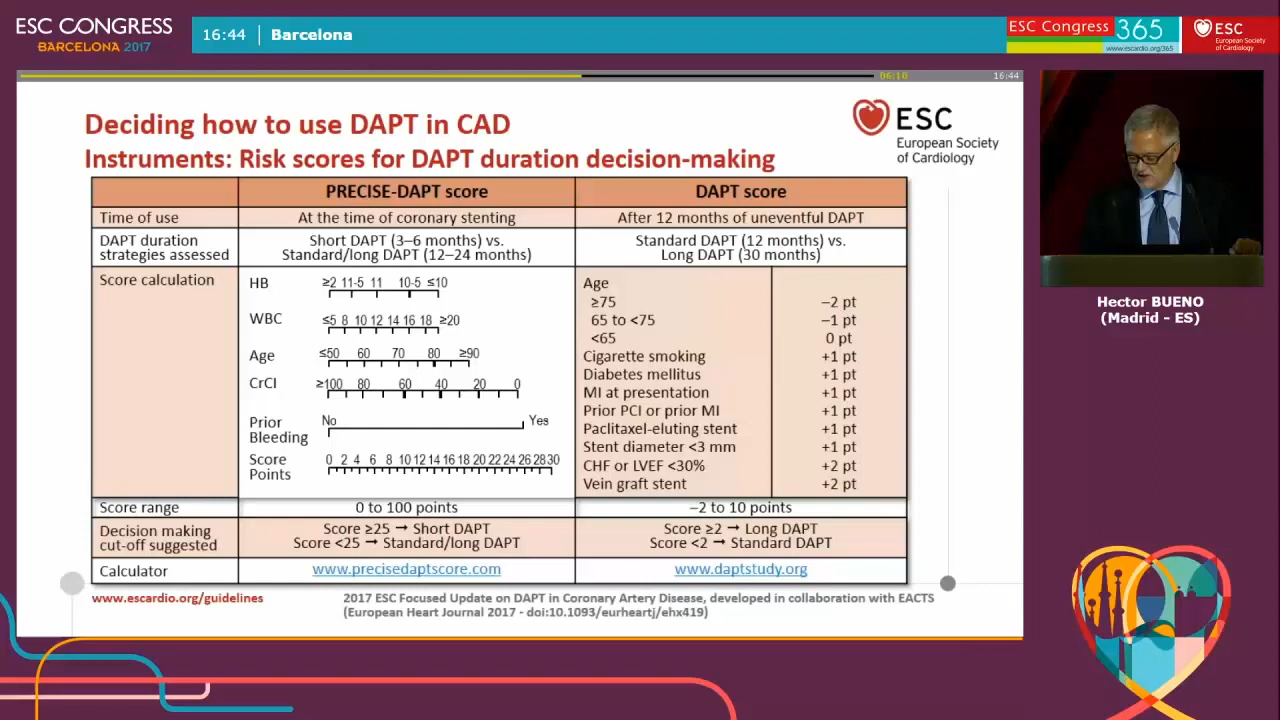 ESC CONGRESS
BARCELONA 2017
16:44 Barcelona
ESC Congress 365
www.escardio.org/365
ESC
European Society
of Cardiology
06:10
16:44
Deciding how to use DAPT in CAD
Instruments: Risk scores for DAPT duration decision-making
ESC
European Society
of Cardiology
PRECISE-DAPT score DAPT score
Time of use At the time of coronary stenting After 12 months of uneventful DAPT
DAPT duration
strategies assessed
Short DAPT (3–6 months) vs.
Standard/long DAPT (12–24 months)
Standard DAPT (12 months) vs.
Long DAPT (30 months)
Score calculation
HB ≥2 11-5 11 10-5 ≤10
WBC ≤5 8 10 12 14 16 18 ≥20
Age ≤50 60 70 80 ≥90
CrCl ≥100 80 60 40 20 0
Prior
Bleeding
No Yes
Score
Points
0 2 4 6 8 10 12 14 16 18 20 22 24 26 28 30
Age
≥75 −2 pt
65 to <75 −1 pt
<65 0 pt
Cigarette smoking +1 pt
Diabetes mellitus +1 pt
MI at presentation +1 pt
Prior PCI or prior MI +1 pt
Paclitaxel-eluting stent +1 pt
Stent diameter <3 mm +1 pt
CHF or LVEF <30% +2 pt
Vein graft stent +2 pt
Score range 0 to 100 points −2 to 10 points
Decision making
cut-off suggested
Score ≥25 → Short DAPT
Score <25 → Standard/long DAPT
Score ≥2 → Long DAPT
Score <2 → Standard DAPT
Calculator www.precisedaptscore.com www.daptstudy.org
www.escardio.org/guidelines
2017 ESC Focused Update on DAPT in Coronary Artery Disease, developed in collaboration with EACTS
(European Heart Journal 2017 - doi:10.1093/eurheartj/ehx419)
Hector BUENO
(Madrid - ES)